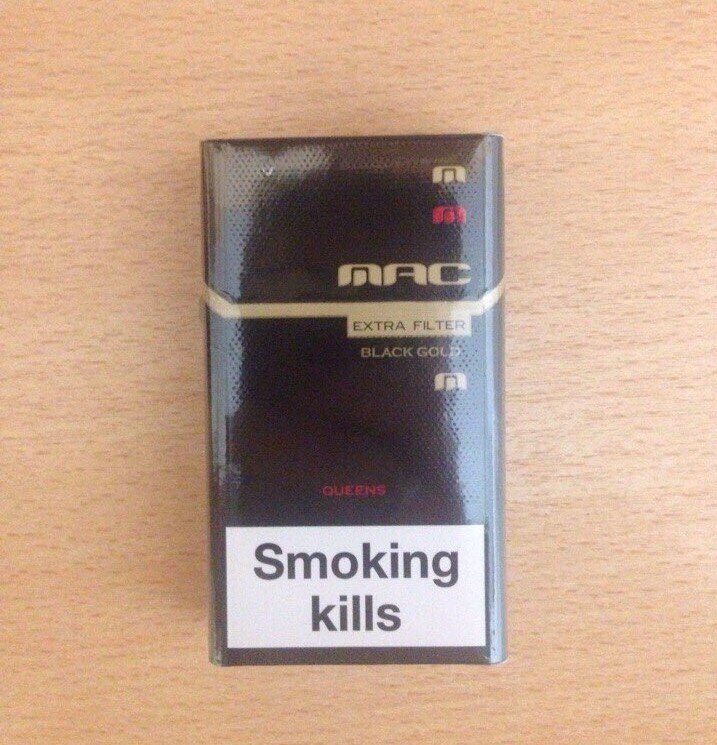 M
M
MAC
EXTRA FILTER
BLACK GOLD
M
QUEENS
Smoking
kills